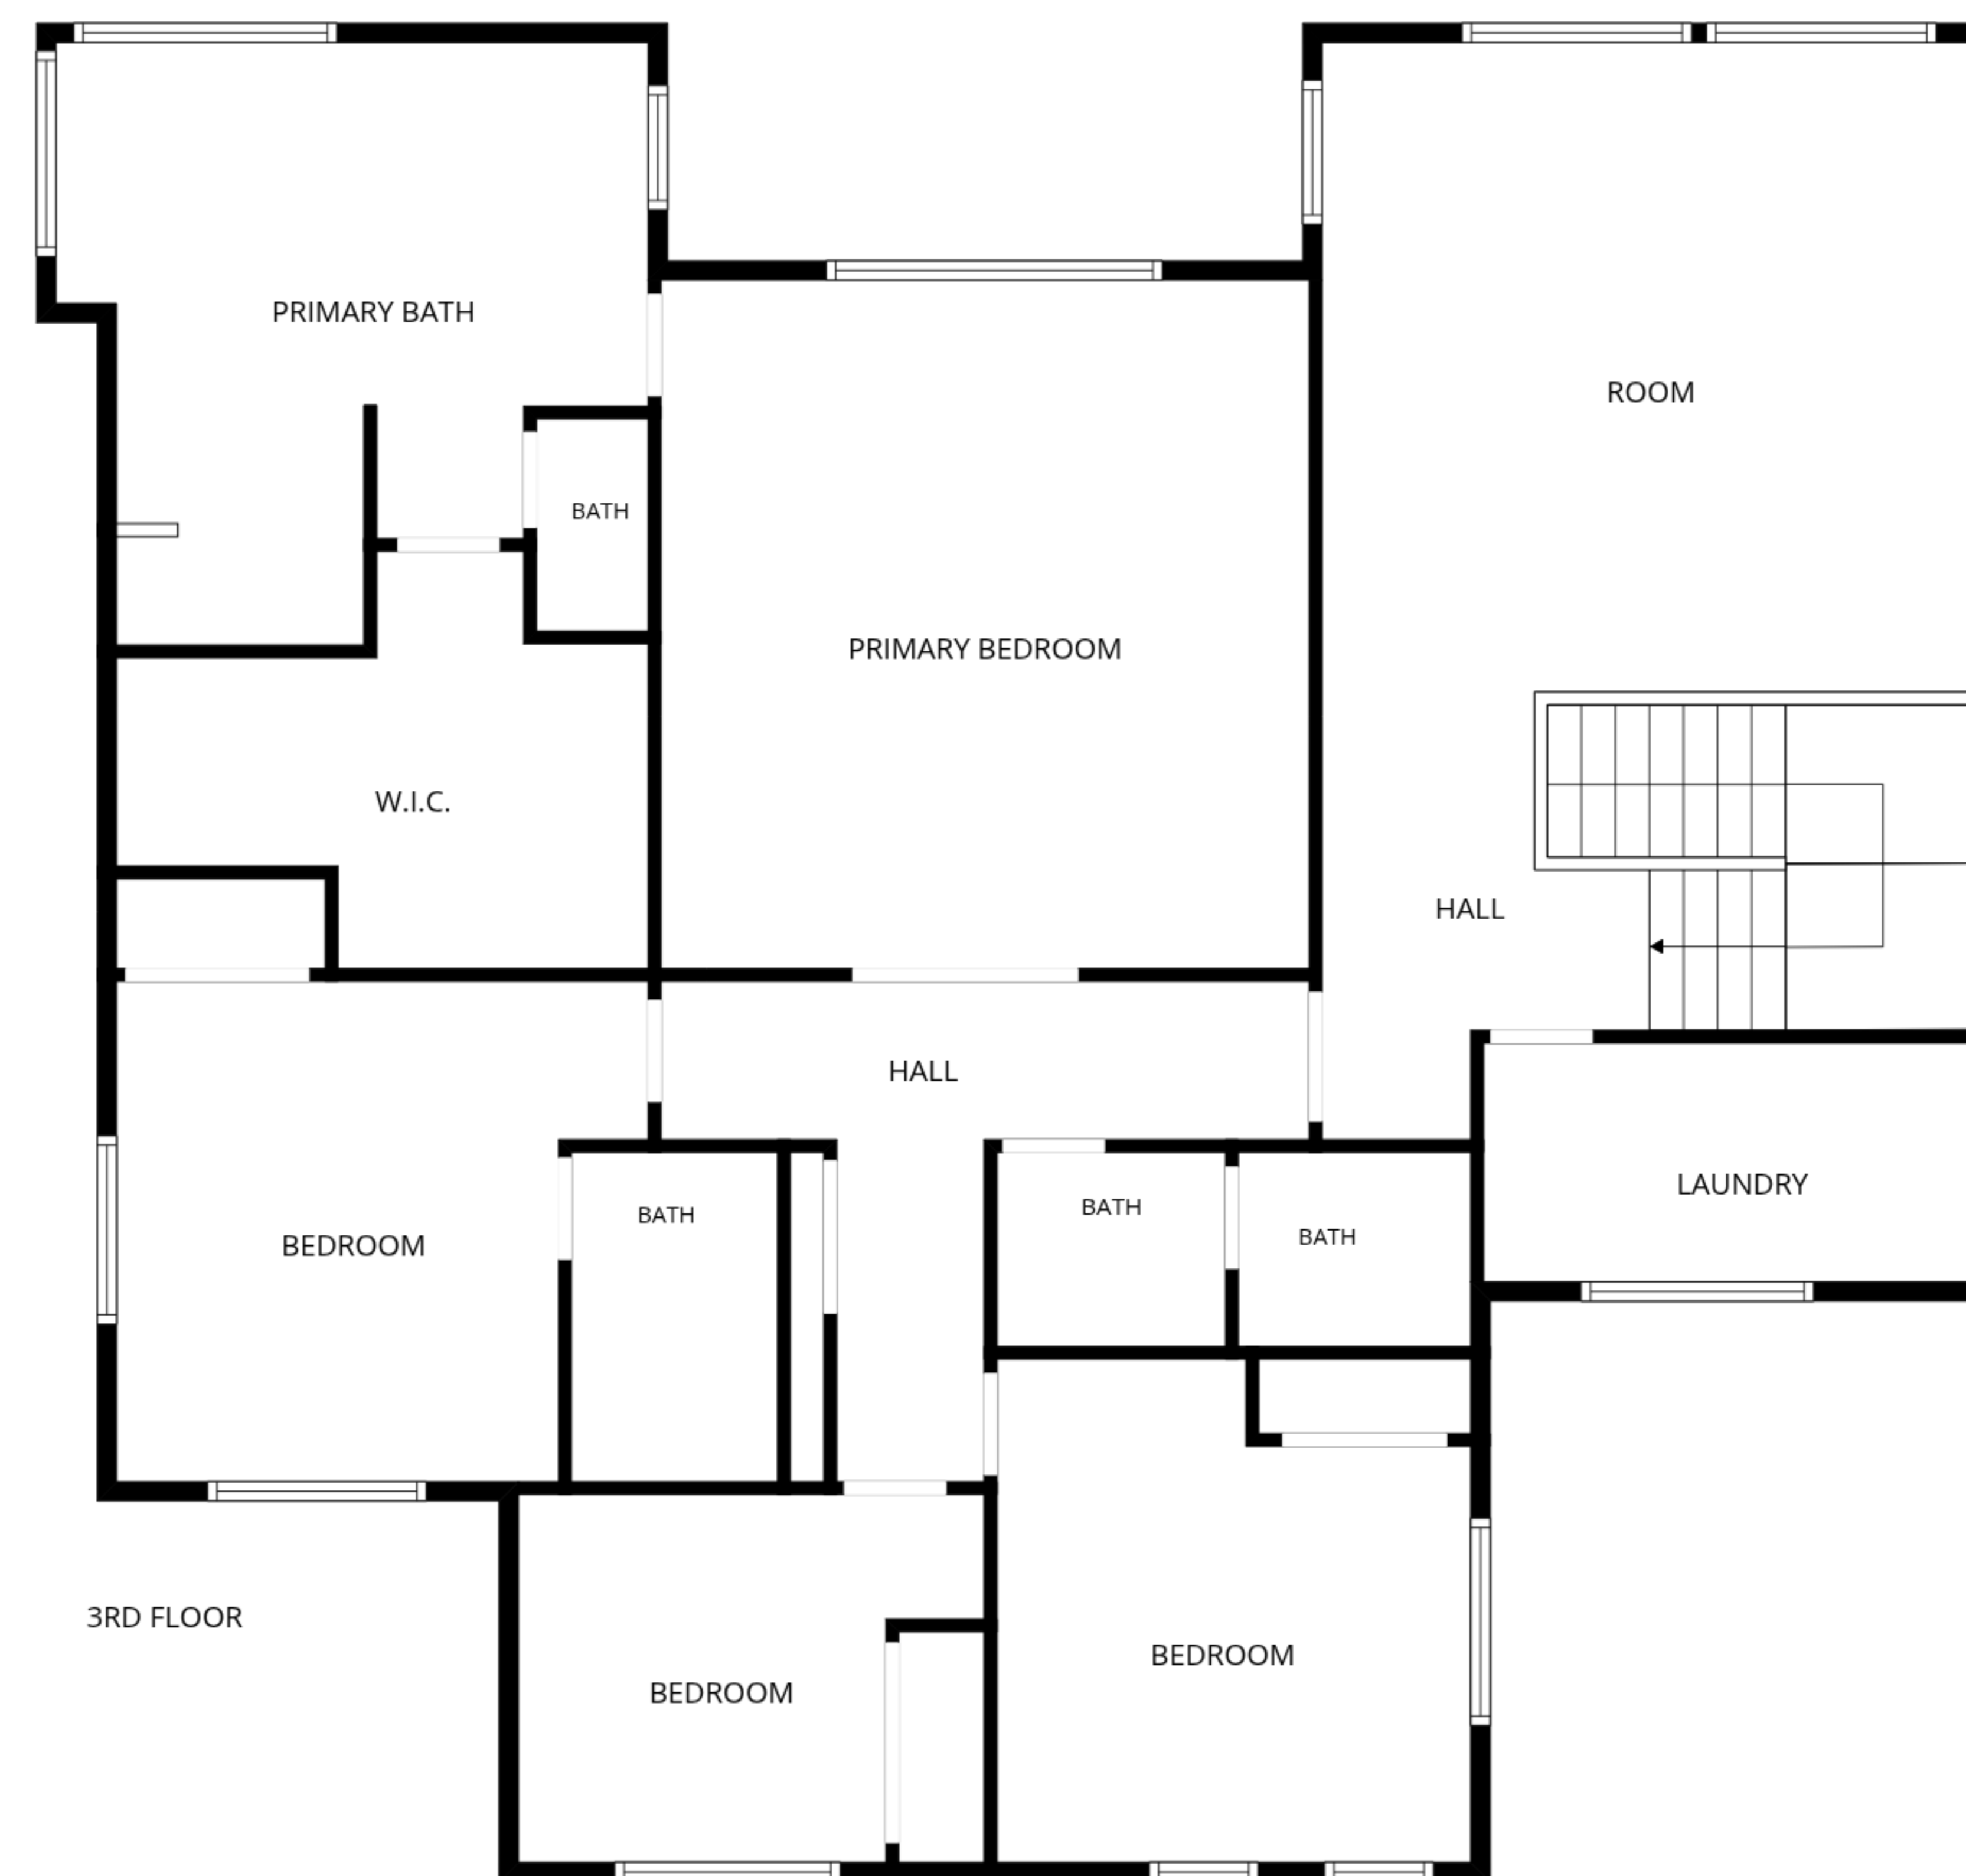 PRIMARY BATH
ROOM
BATH
PRIMARY BEDROOM
W.I.C.
HALL
HALL
LAUNDRY
BATH
BATH
BATH
BEDROOM
3RD FLOOR
BEDROOM
BEDROOM